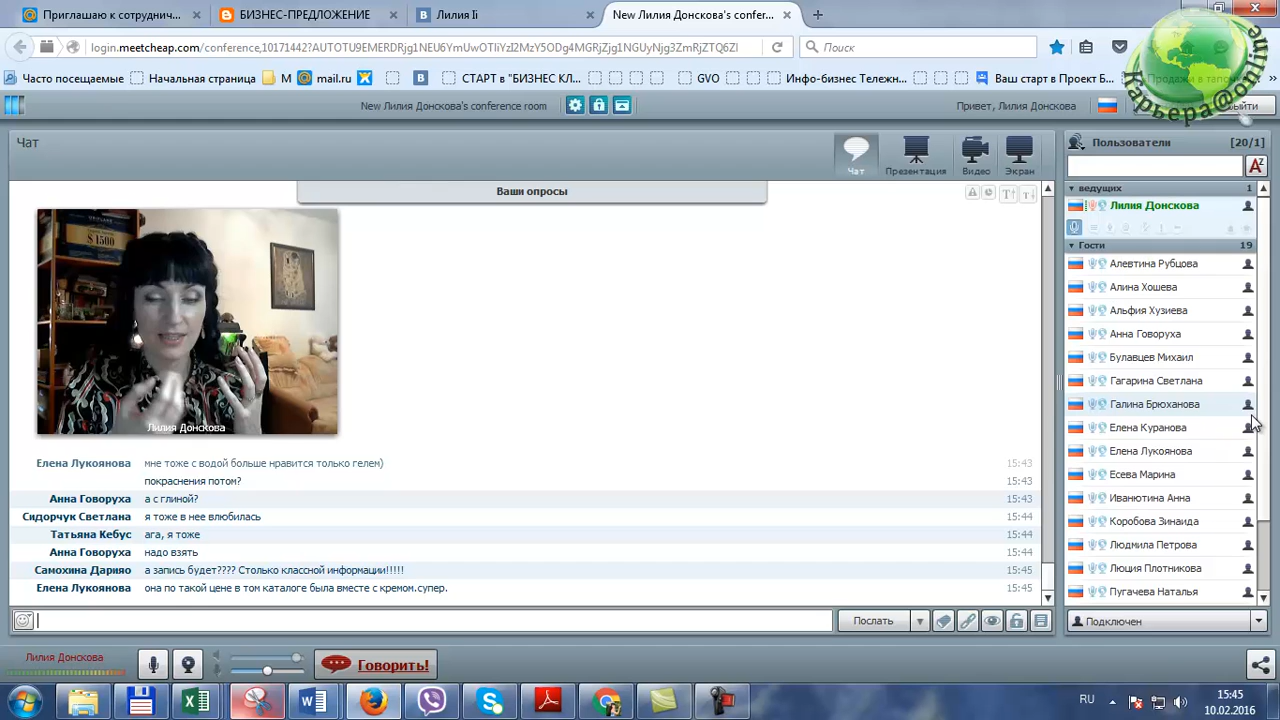 Приглашаю к сотруднич...
БИЗНЕС-ПРЕДЛОЖЕНИЕ
Лилия Ii
New Лилия Донскова's confer...
Поиск
Часто посещаемые
Начальная страница
М
mail.ru
СТАРТ в "БИЗНЕС КЛ...
GVO
Инфо-бизнес Тележн...
Ваш старт в Проект Б...
Продажи в тапочк...
Карьера@online
New Лилия Донскова's conference room
Привет, Лилия Донскова
Выйти
Чат
Чат
Презентация
Видео
Экран
Пользователи
[20/1]
Ваши опросы
ведущих 1
Лилия Донскова
Гости 19
Алевтина Рубцова
Алина Хошева
Альфия Хузиева
Анна Говоруха
Булавцев Михаил
Гагарина Светлана
Галина Брюханова
Елена Куранова
Елена Лукоянова
Есева Марина
Иванютина Анна
Коробова Зинаида
Людмила Петрова
Люция Плотникова
Пугачева Наталья
$ 1500
Лилия Донскова
Елена Лукоянова мне тоже с водой больше нравится только гелем) 15:43
покраснения потом? 15:43
Анна Говоруха а с глиной? 15:43
Сидорчук Светлана я тоже в нее влюбилась 15:44
Татьяна Кебус ага, я тоже 15:44
Анна Говоруха надо взять 15:44
Самохина Дарияо а запись будет???? Столько классной информации!!!!! 15:45
Елена Лукоянова она по такой цене в том каталоге была вместе с кремом.супер. 15:45
Послать
Подключен
Лилия Донскова
Говорить!
RU
15:45
10.02.2016